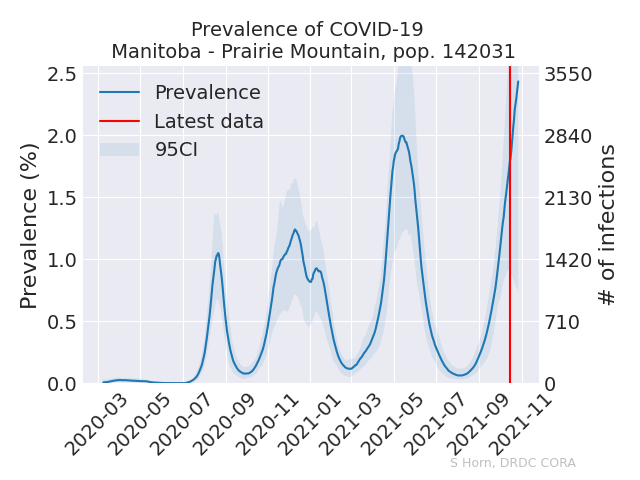 Prevalence of COVID-19
Manitoba - Prairie Mountain, pop. 142031
Prevalence
Latest data
95CI
Prevalence (%)
2.5
2.0
1.5
1.0
0.5
0.0
3550
2840
2130
1420
710
0
# of infections
2020-03
2020-05
2020-07
2020-09
2020-11
2021-01
2021-03
2021-05
2021-07
2021-09
2021-11
S Horn, DRDC CORA